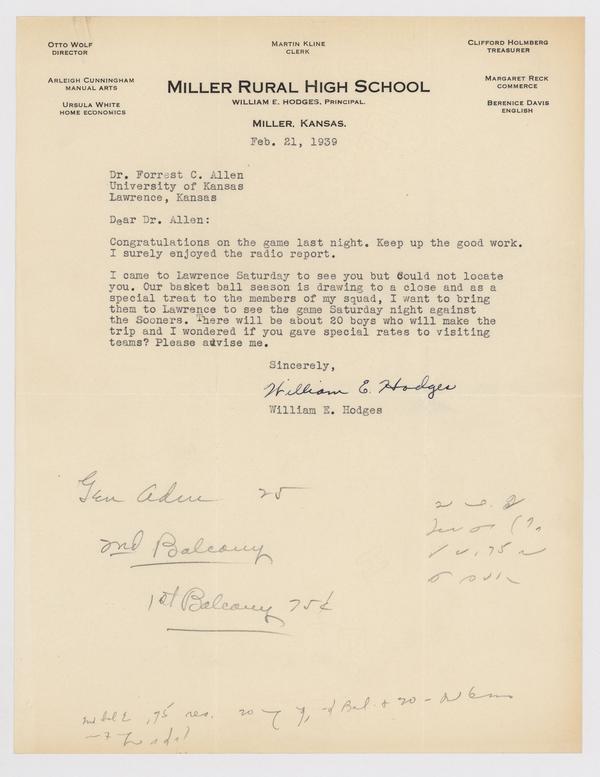 OTTO WOLF
DIRECTOR
MARTIN KLINE
CLERK
CLIFFORD HOLMBERG
TREASURER
ARLEIGH CUNNINGHAM
MANUAL ARTS
URSULA WHITE
HOME ECONOMICS
MILLER RURAL HIGH SCHOOL
WILLIAM E. HODGES, PRINCIPAL.
MILLER, KANSAS.
MARGARET RECK
COMMERCE
BERENICE DAVIS
ENGLISH
Feb. 21, 1939
Dr. Forrest C. Allen
University of Kansas
Lawrence, Kansas
Dear Dr. Allen:
Congratulations on the game last night. Keep up the good work.
I surely enjoyed the radio report.
I came to Lawrence Saturday to see you but could not locate
you. Our basket ball season is drawing to a close and as a
special treat to the members of my squad, I want to bring
them to Lawrence to see the game Saturday night against
the Sooners. There will be about 20 boys who will make the
trip and I wondered if you gave special rates to visiting
teams? Please advise me.
Sincerely,
William E. Hodges
William E. Hodges
Gen Adm 25
2nd Balcony
1st Balcony 75¢
.75 res. 20